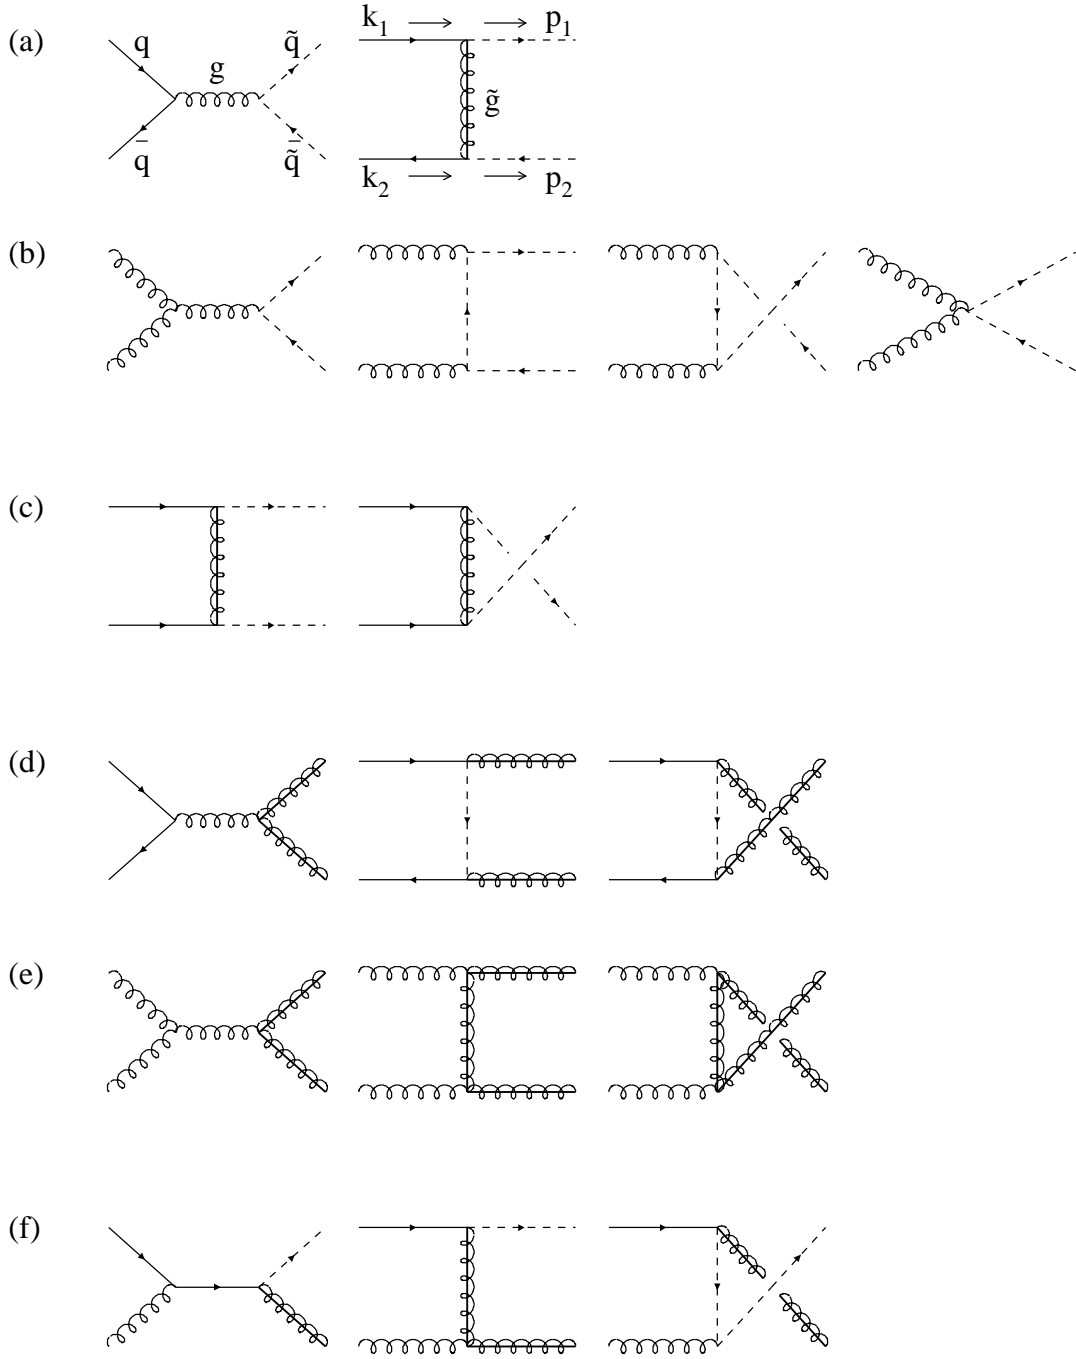 (a) q g q̃ k₁ p₁
q̄ q̃̄ g̃ k₂ p₂
(b)
(c)
(d)
(e)
(f)